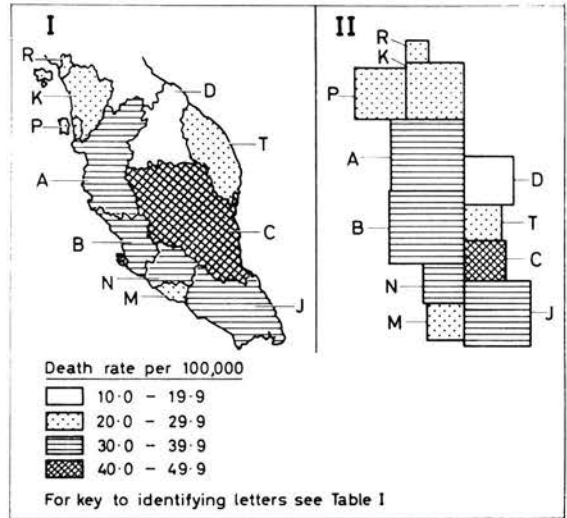 I
R
K
P
A
B
N
M
D
T
C
J
II
R
K
P
A
B
N
M
D
T
C
J
Death rate per 100,000
10·0 – 19·9
20·0 – 29·9
30·0 – 39·9
40·0 – 49·9
For key to identifying letters see Table I